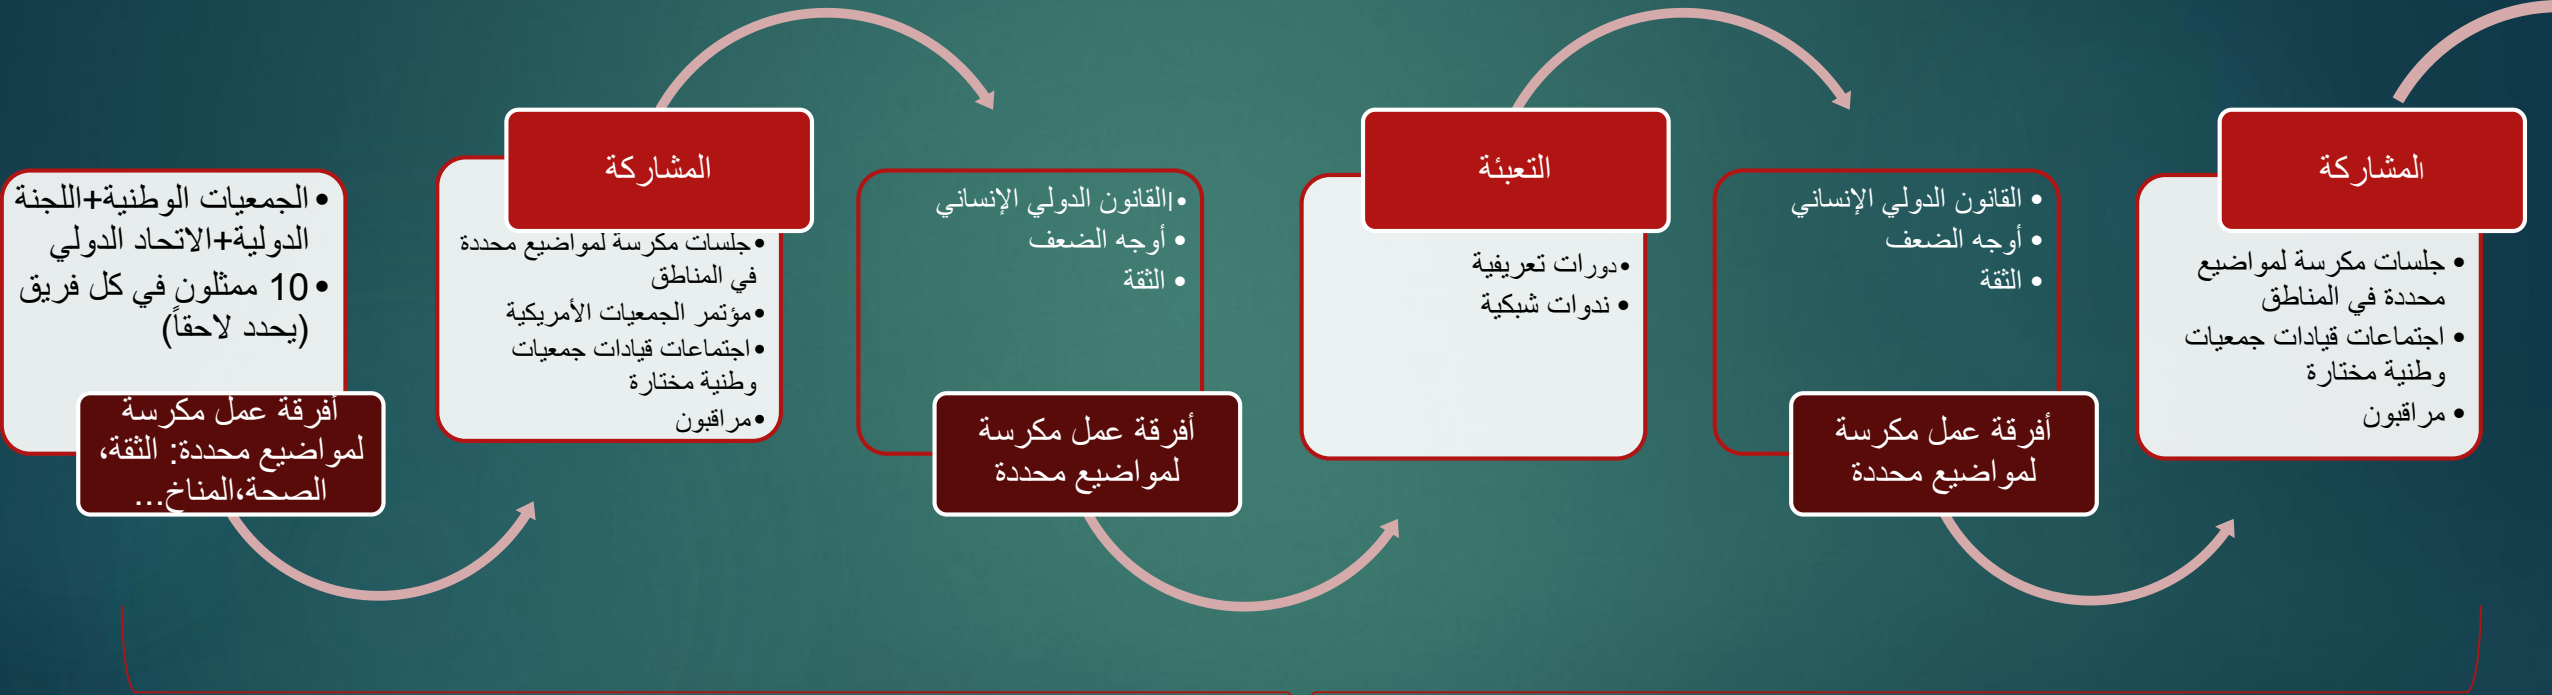 • الجمعيات الوطنية+اللجنة
الدولية+الاتحاد الدولي
• 10 ممثلون في كل فريق
(يحدد لاحقاً)
أفرقة عمل مكرسة
لمواضيع محددة: الثقة،
الصحة،المناخ...
المشاركة
•جلسات مكرسة لمواضيع محددة
في المناطق
•مؤتمر الجمعيات الأمريكية
•اجتماعات قيادات جمعيات
وطنية مختارة
•مراقبون
•االقانون الدولي الإنساني
• أوجه الضعف
• الثقة
أفرقة عمل مكرسة
لمواضيع محددة
التعبئة
•دورات تعريفية
• ندوات شبكية
• القانون الدولي الإنساني
• أوجه الضعف
• الثقة
أفرقة عمل مكرسة
لمواضيع محددة
المشاركة
• جلسات مكرسة لمواضيع
محددة في المناطق
• اجتماعات قيادات جمعيات
وطنية مختارة
• مراقبون